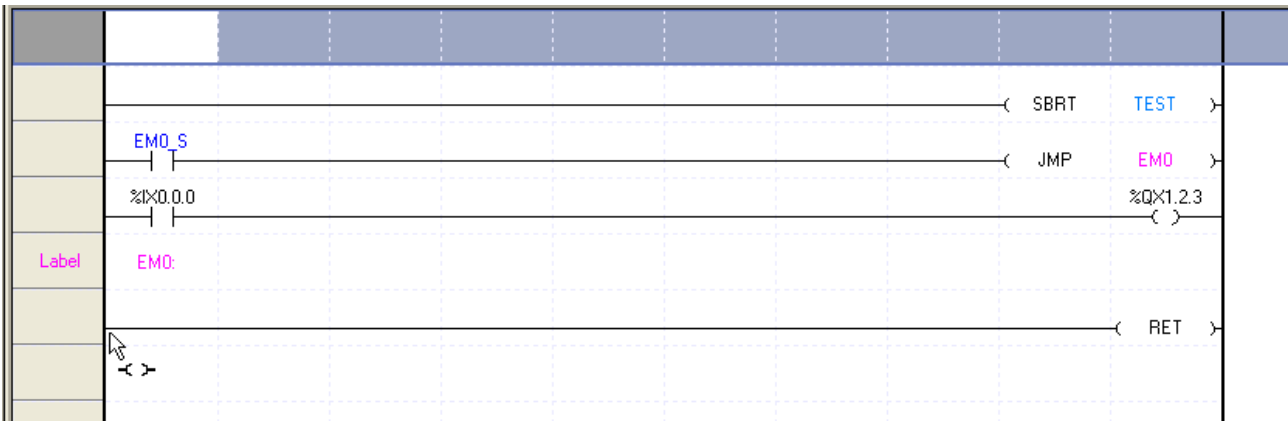 SBRT TEST
EM0_S
JMP EM0
%IX0.0.0 %QX1.2.3
Label EM0:
RET